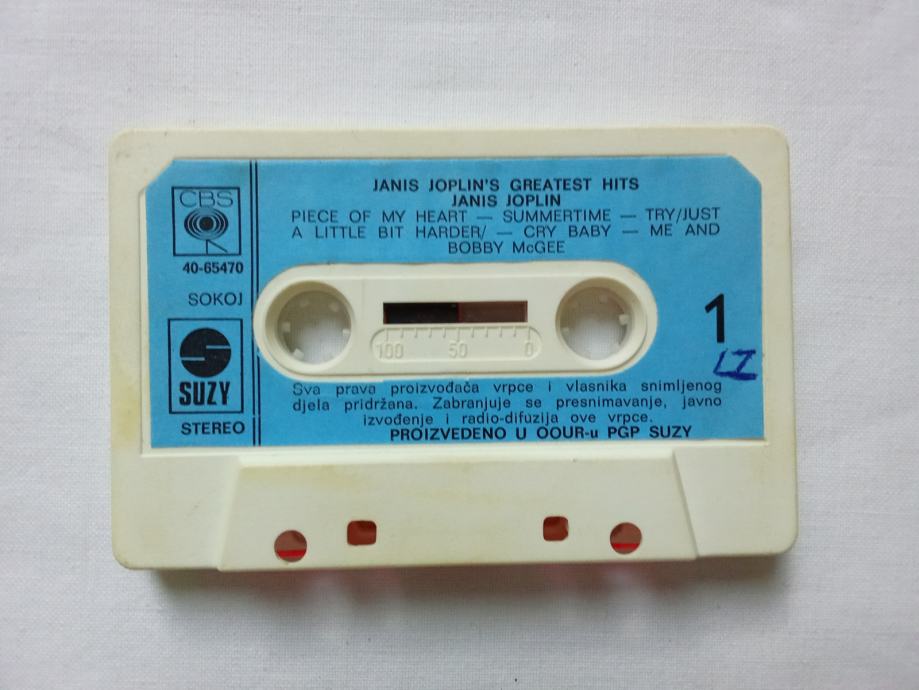 JANIS JOPLIN'S GREATEST HITS
JANIS JOPLIN
PIECE OF MY HEART — SUMMERTIME — TRY/JUST
A LITTLE BIT HARDER/ — CRY BABY — ME AND
BOBBY McGEE
CBS
40-65470
SOKOJ
SUZY
STEREO
100 50 0
1
LZ
Sva prava proizvođača vrpce i vlasnika snimljenog
djela pridržana. Zabranjuje se presnimavanje, javno
izvođenje i radio-difuzija ove vrpce.
PROIZVEDENO U OOUR-u PGP SUZY